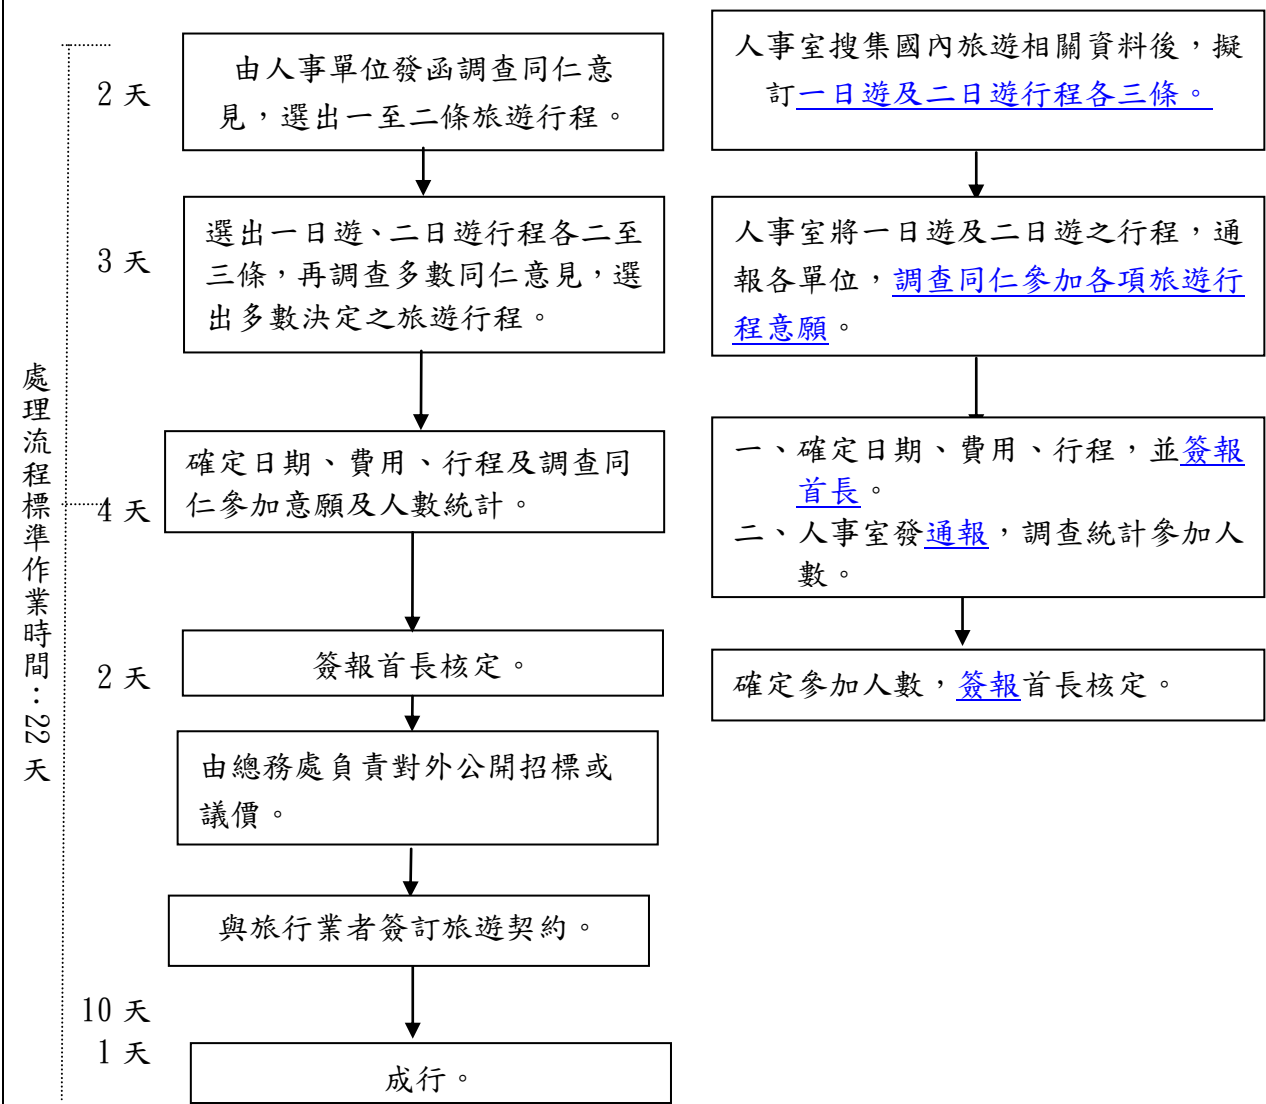 處理流程標準作業時間：22天
2 天
由人事單位發函調查同仁意
見，選出一至二條旅遊行程。
3 天
選出一日遊、二日遊行程各二至
三條，再調查多數同仁意見，選
出多數決定之旅遊行程。
4 天
確定日期、費用、行程及調查同
仁參加意願及人數統計。
2 天
簽報首長核定。
由總務處負責對外公開招標或
議價。
與旅行業者簽訂旅遊契約。
10 天
1 天
成行。
人事室搜集國內旅遊相關資料後，擬
訂一日遊及二日遊行程各三條。
人事室將一日遊及二日遊之行程，通
報各單位，調查同仁參加各項旅遊行
程意願。
一、確定日期、費用、行程，並簽報
首長。
二、人事室發通報，調查統計參加人
數。
確定參加人數，簽報首長核定。